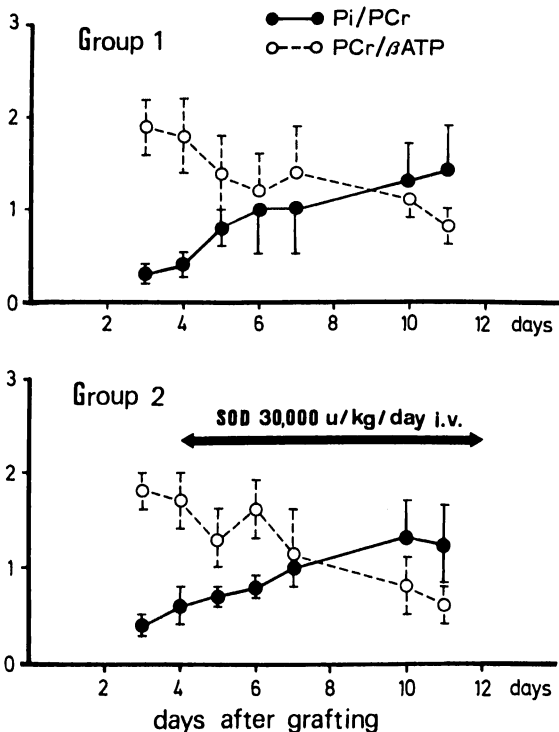 Pi/PCr
PCr/βATP
Group 1
3
2
1
0
2 4 6 8 10 12 days
Group 2
SOD 30,000 u/kg/day i.v.
3
2
1
0
2 4 6 8 10 12 days
days after grafting